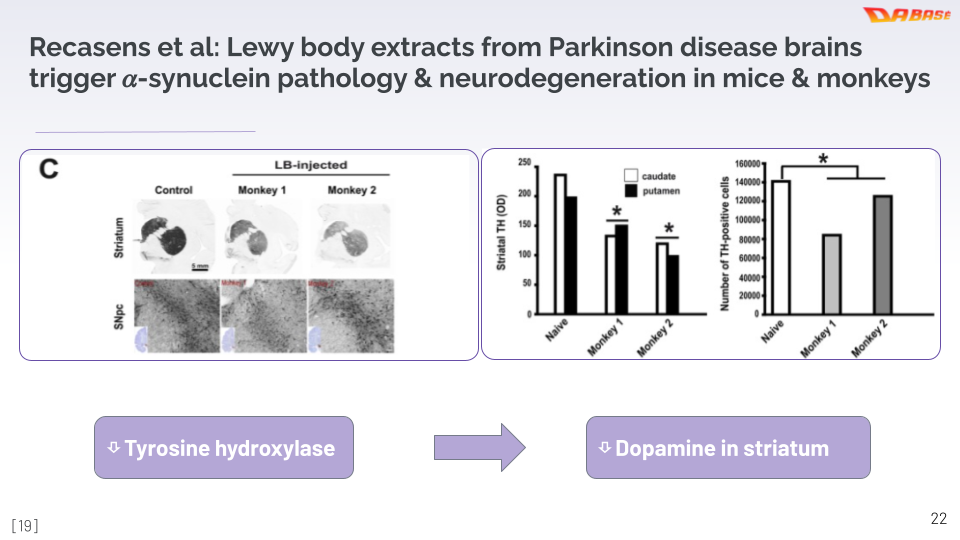 DABASE
Recasens et al: Lewy body extracts from Parkinson disease brains
trigger α-synuclein pathology & neurodegeneration in mice & monkeys
C
LB-injected
Control Monkey 1 Monkey 2
Striatum
5 mm
SNpc
Striatal TH (OD)
250
200
150
100
50
0
caudate
putamen
*
*
Naive
Monkey 1
Monkey 2
Number of TH-positive cells
160000
140000
120000
100000
80000
60000
40000
20000
0
*
Naive
Monkey 1
Monkey 2
⇩ Tyrosine hydroxylase
⇩ Dopamine in striatum
[19]
22